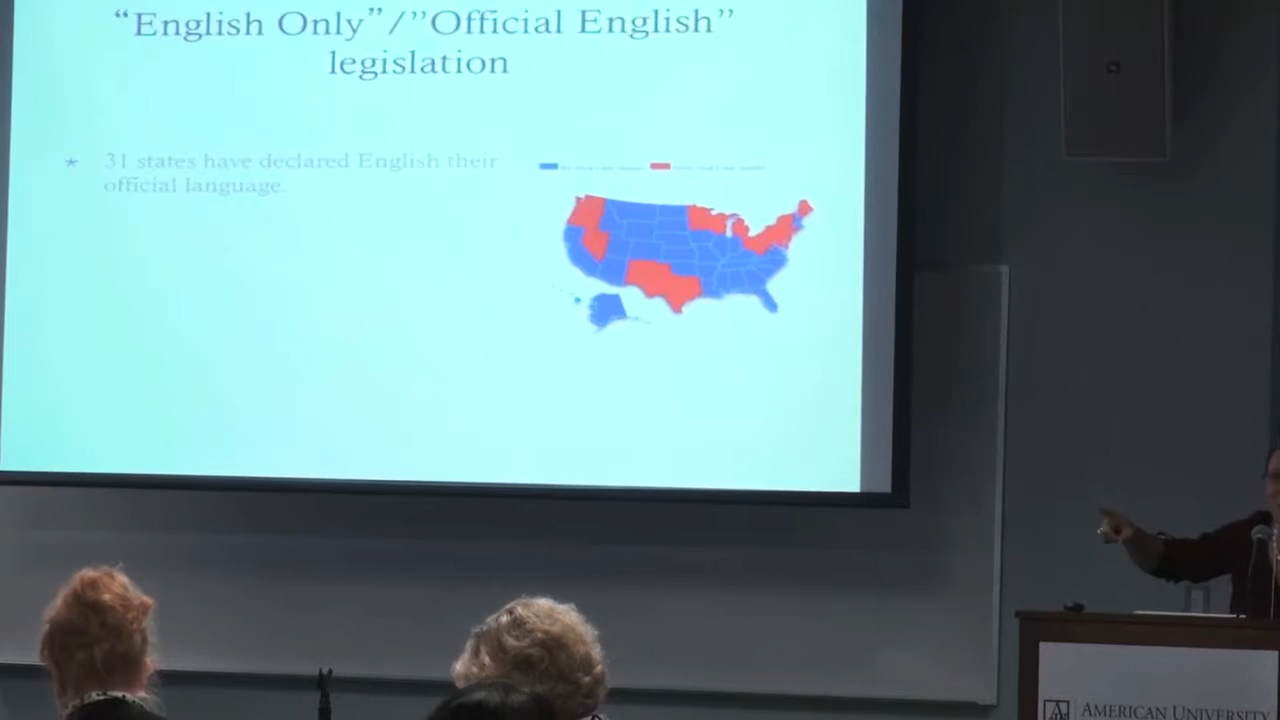 “English Only”/”Official English”
legislation
* 31 states have declared English their
official language.
AMERICAN UNIVERSITY